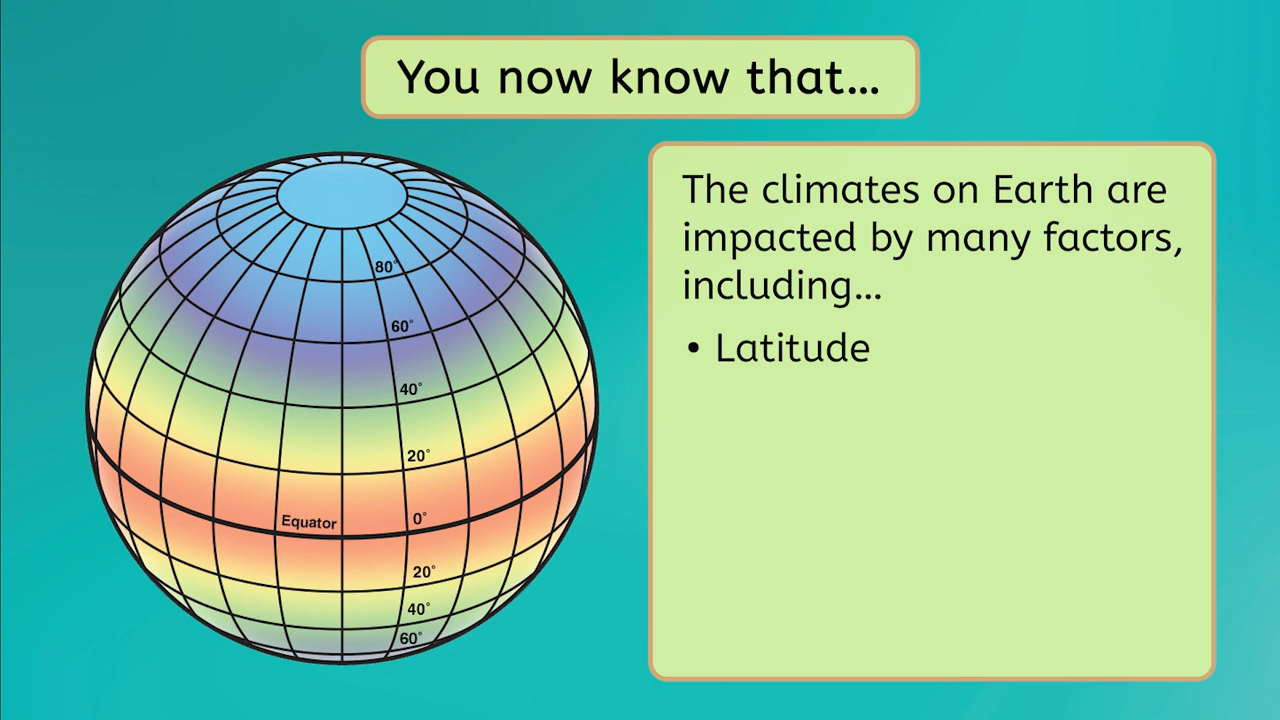 You now know that...
The climates on Earth are
impacted by many factors,
including...
• Latitude
80°
60°
40°
20°
Equator 0°
20°
40°
60°